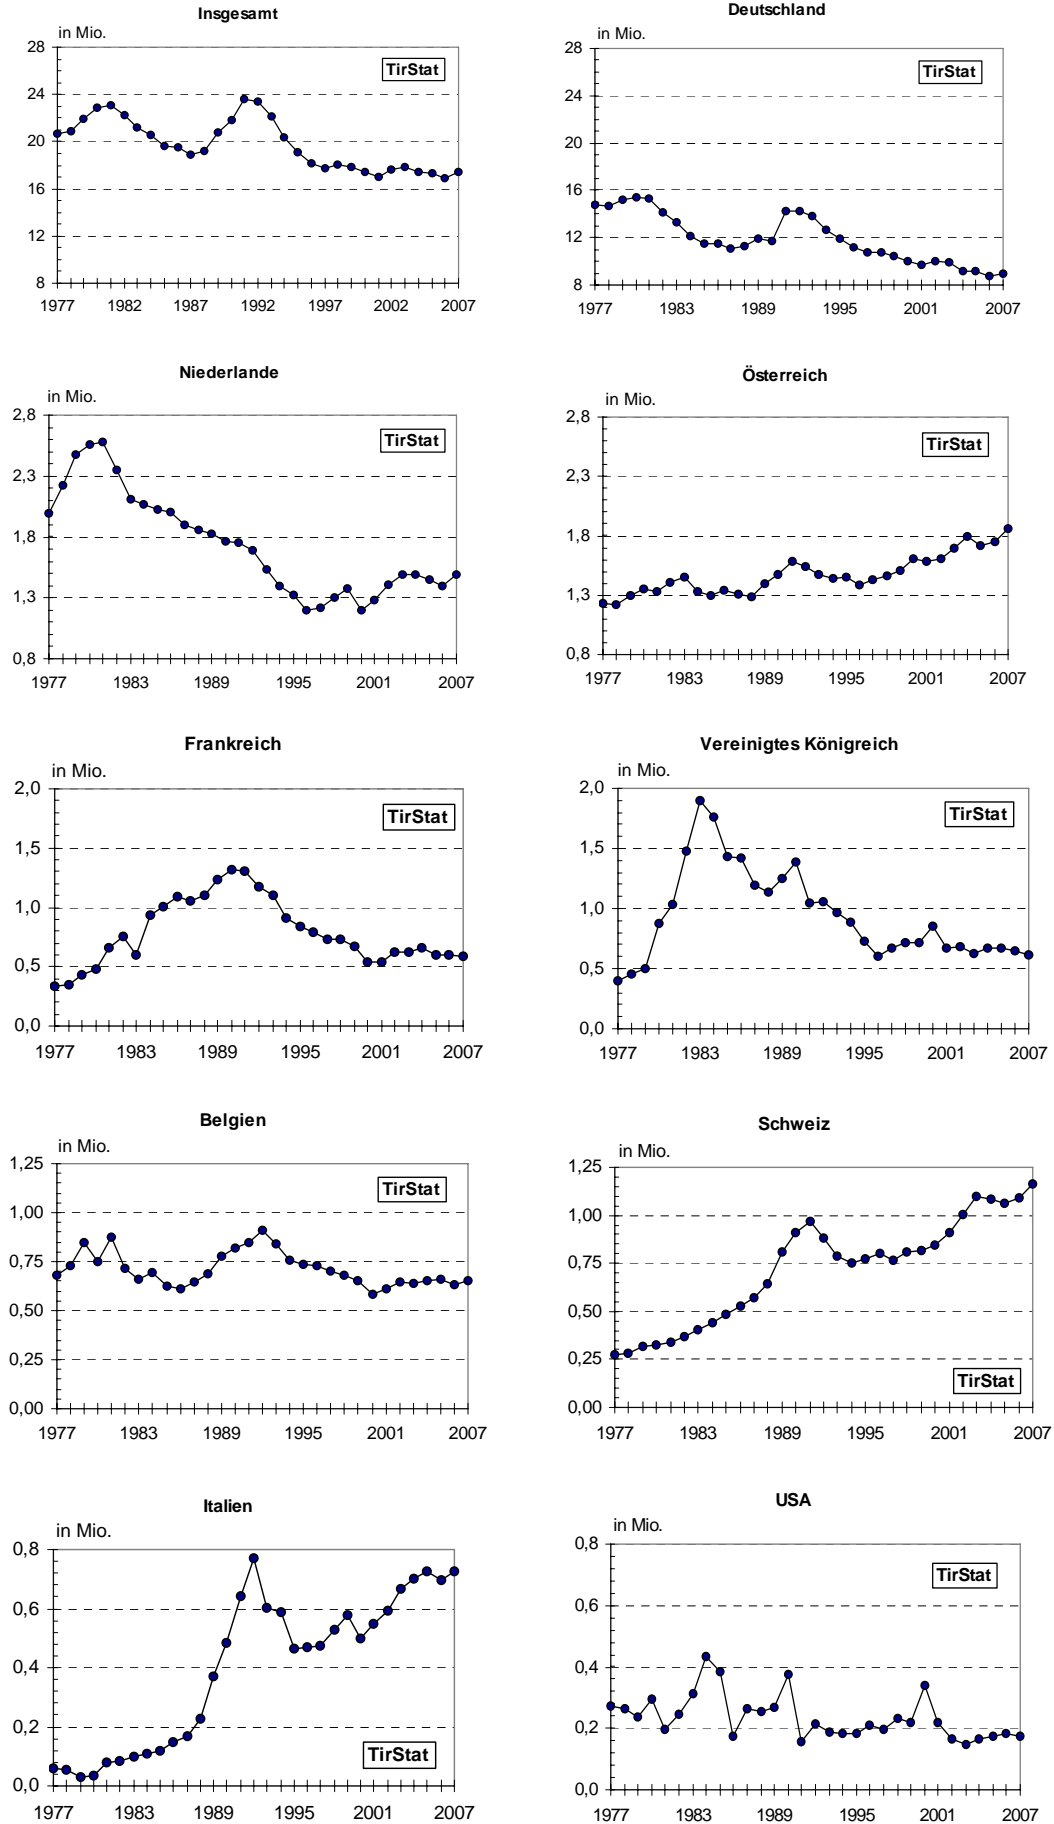 Insgesamt
in Mio.
TirStat
28
24
20
16
12
8
1977 1982 1987 1992 1997 2002 2007
Deutschland
in Mio.
TirStat
28
24
20
16
12
8
1977 1983 1989 1995 2001 2007
Niederlande
in Mio.
TirStat
2,8
2,3
1,8
1,3
0,8
1977 1983 1989 1995 2001 2007
Österreich
in Mio.
TirStat
2,8
2,3
1,8
1,3
0,8
1977 1983 1989 1995 2001 2007
Frankreich
in Mio.
TirStat
2,0
1,5
1,0
0,5
0,0
1977 1983 1989 1995 2001 2007
Vereinigtes Königreich
in Mio.
TirStat
2,0
1,5
1,0
0,5
0,0
1977 1983 1989 1995 2001 2007
Belgien
in Mio.
TirStat
1,25
1,00
0,75
0,50
0,25
0,00
1977 1983 1989 1995 2001 2007
Schweiz
in Mio.
1,25
1,00
0,75
0,50
0,25
TirStat
0,00
1977 1983 1989 1995 2001 2007
Italien
in Mio.
0,8
0,6
0,4
0,2
TirStat
0,0
1977 1983 1989 1995 2001 2007
USA
in Mio.
0,8
TirStat
0,6
0,4
0,2
0,0
1977 1983 1989 1995 2001 2007